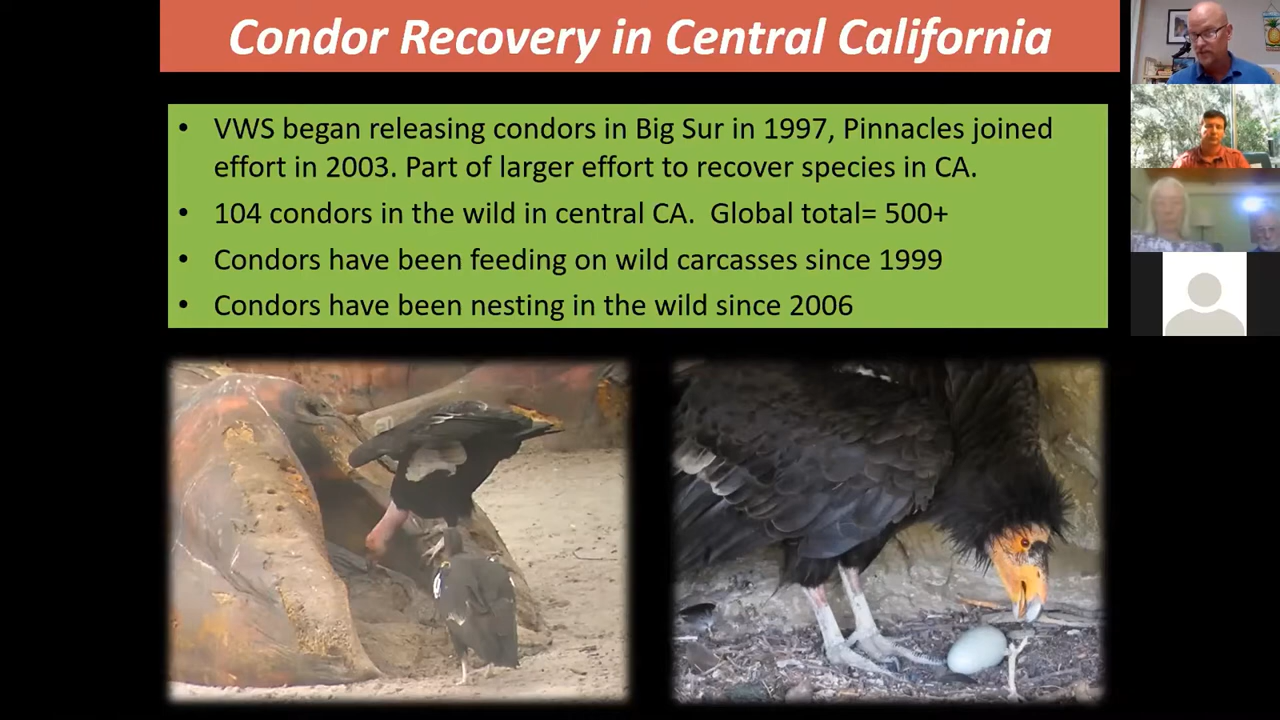 Condor Recovery in Central California
• VWS began releasing condors in Big Sur in 1997, Pinnacles joined
effort in 2003. Part of larger effort to recover species in CA.
• 104 condors in the wild in central CA.  Global total= 500+
• Condors have been feeding on wild carcasses since 1999
• Condors have been nesting in the wild since 2006